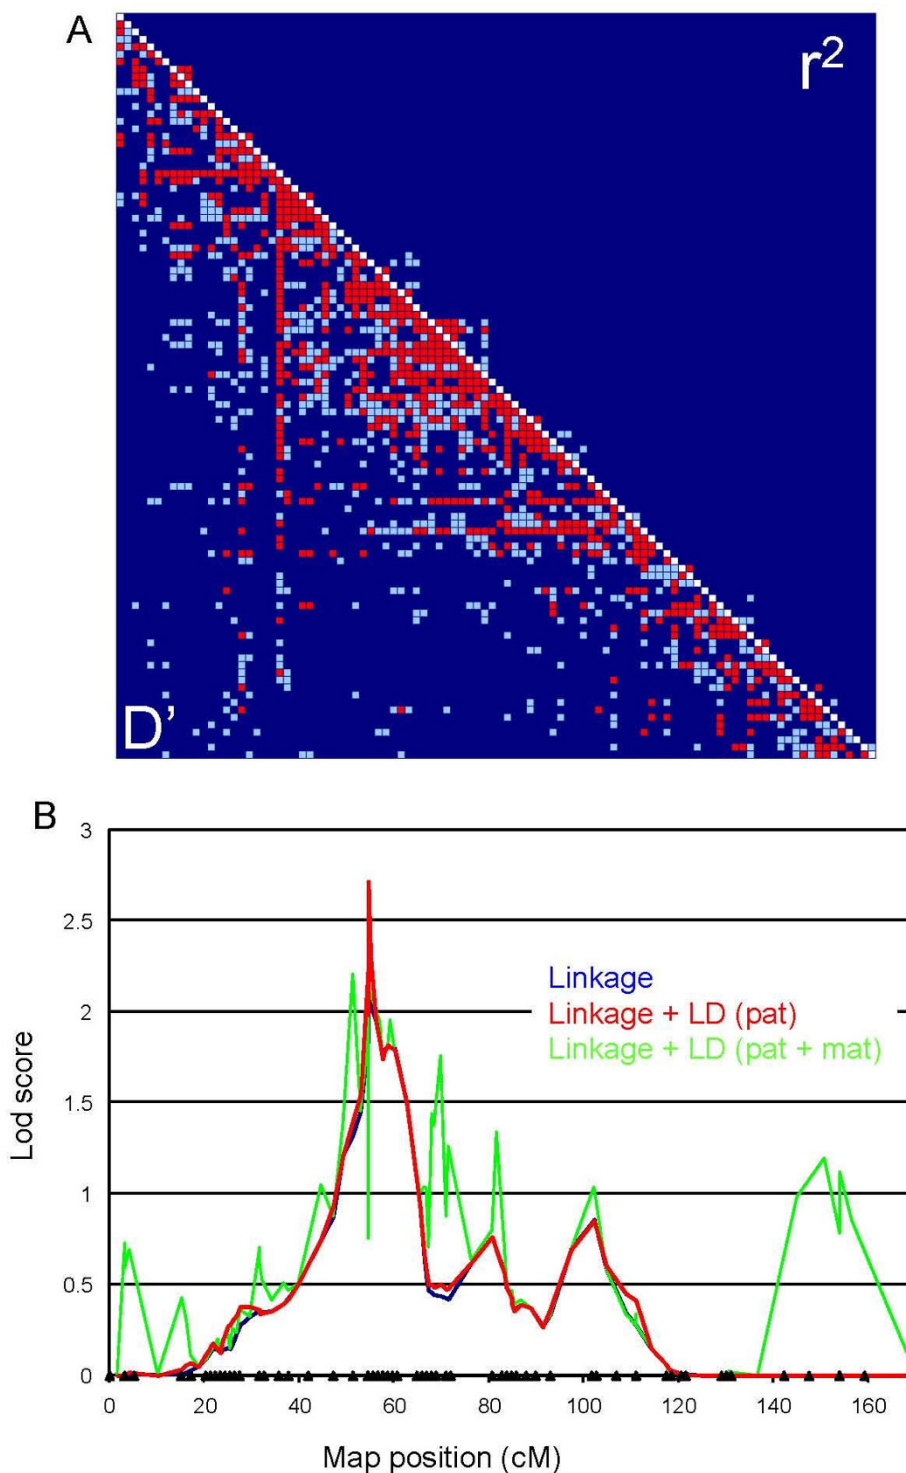 A
r²
D’
B
3
2.5
2
1.5
1
0.5
0
Lod score
Linkage
Linkage + LD (pat)
Linkage + LD (pat + mat)
0 20 40 60 80 100 120 140 160
Map position (cM)